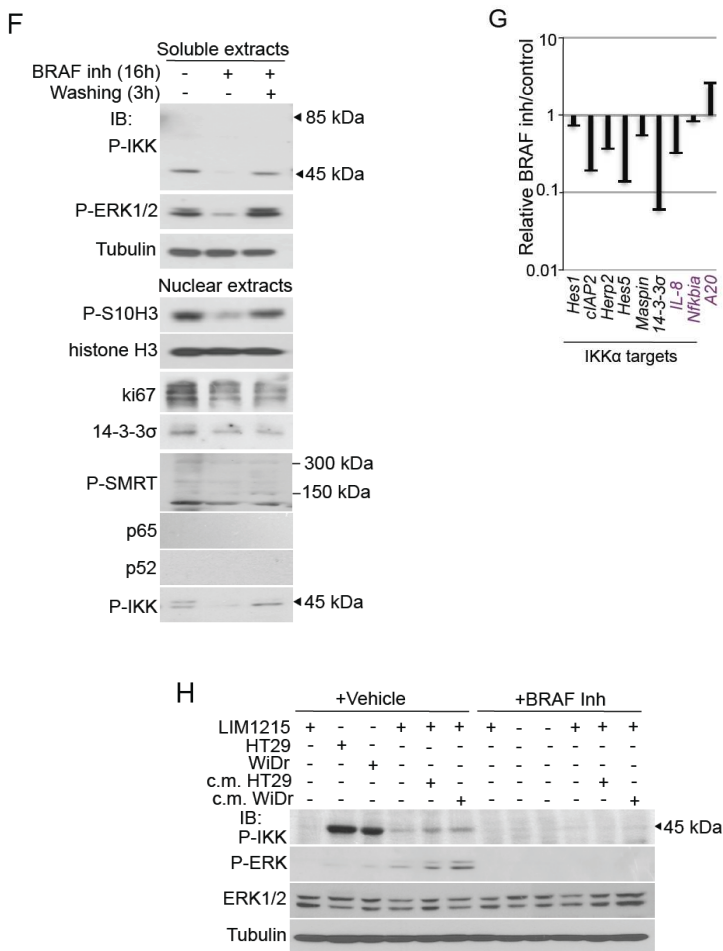 F
Soluble extracts
BRAF inh (16h) - + +
Washing (3h) - - +
IB:
◄85 kDa
P-IKK
◄45 kDa
P-ERK1/2
Tubulin
Nuclear extracts
P-S10H3
histone H3
ki67
14-3-3σ
300 kDa
P-SMRT
150 kDa
p65
p52
P-IKK ◄45 kDa
G
Relative BRAF inh/control
10
1
0.1
0.01
Hes1
cIAP2
Herp2
Hes5
Maspin
14-3-3σ
IL-8
Nfkbia
A20
IKKα targets
H
+Vehicle +BRAF Inh
LIM1215 + - - + + + + - - + + +
HT29 - + - - - - - - - - - -
WiDr - - + - - - - - - - - -
c.m. HT29 - - - - + - - - - - + -
c.m. WiDr - - - - - + - - - - - +
IB:
P-IKK ◄45 kDa
P-ERK
ERK1/2
Tubulin